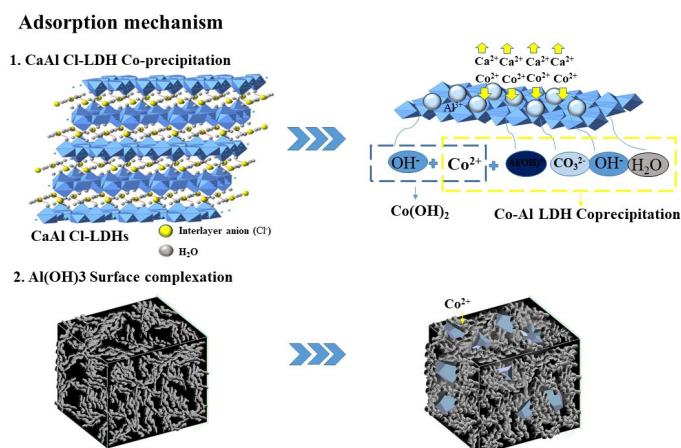 Adsorption mechanism
1. CaAl Cl-LDH Co-precipitation
Ca²⁺ Ca²⁺ Ca²⁺ Ca²⁺
Co²⁺ Co²⁺ Co²⁺ Co²⁺
Al³⁺
OH⁻ + Co²⁺ + Al(OH)²⁺ CO₃²⁻ OH⁻ H₂O
Co(OH)₂
Co-Al LDH Coprecipitation
CaAl Cl-LDHs
Interlayer anion (Cl⁻)
H₂O
2. Al(OH)3 Surface complexation
Co²⁺